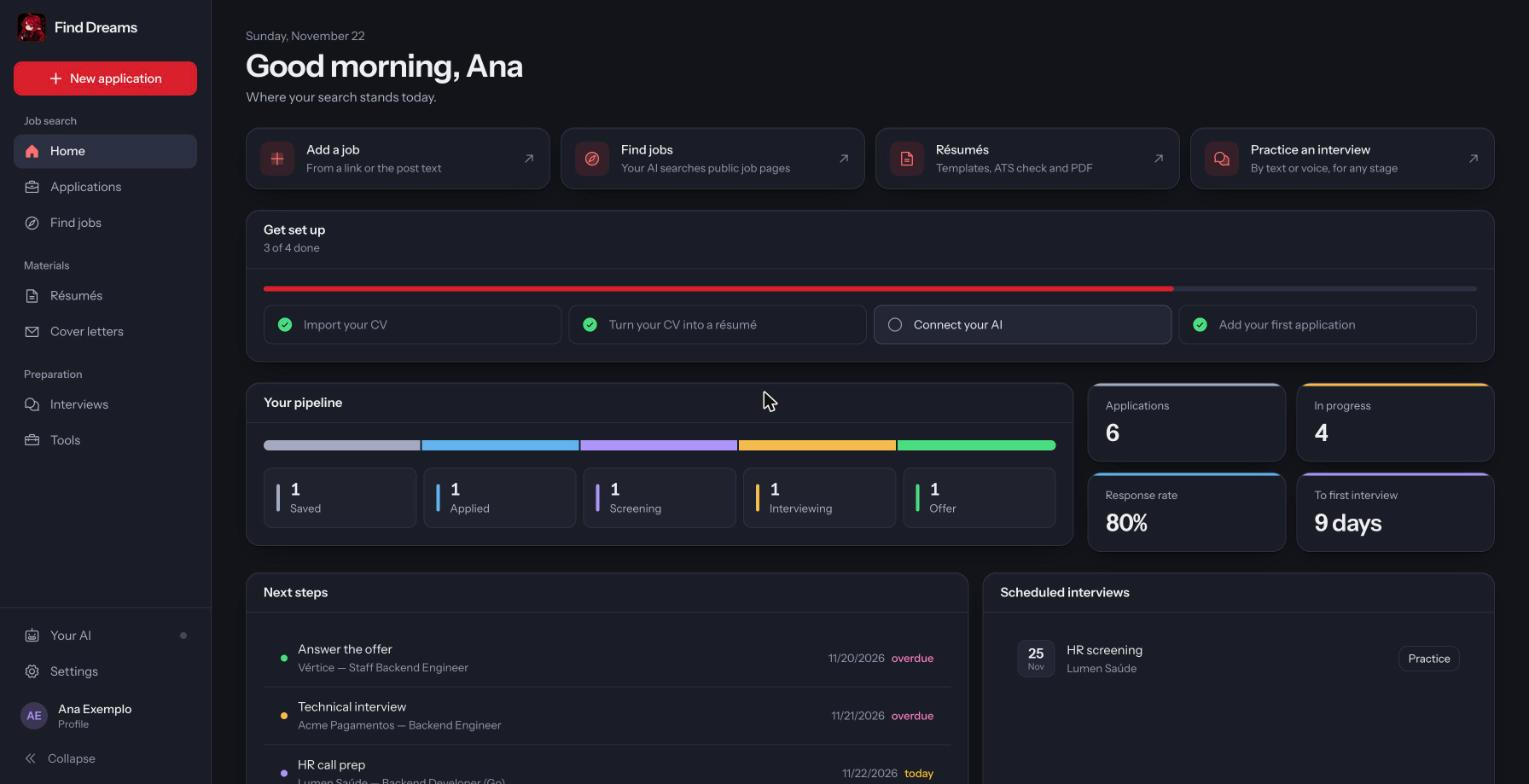 Find Dreams
New application
Job search
Home
Applications
Find jobs
Materials
Résumés
Cover letters
Preparation
Interviews
Tools
Your AI
Settings
AE
Ana Exemplo
Profile
Collapse
Sunday, November 22
Good morning, Ana
Where your search stands today.
Add a job
From a link or the post text
Find jobs
Your AI searches public job pages
Résumés
Templates, ATS check and PDF
Practice an interview
By text or voice, for any stage
Get set up
3 of 4 done
Import your CV
Turn your CV into a résumé
Connect your AI
Add your first application
Your pipeline
1
Saved
1
Applied
1
Screening
1
Interviewing
1
Offer
Applications
6
In progress
4
Response rate
80%
To first interview
9 days
Next steps
Answer the offer
Vértice — Staff Backend Engineer
11/20/2026 overdue
Technical interview
Acme Pagamentos — Backend Engineer
11/21/2026 overdue
HR call prep
Lumen Saúde — Backend Developer (Go)
11/22/2026 today
Scheduled interviews
25
Nov
HR screening
Lumen Saúde
Practice